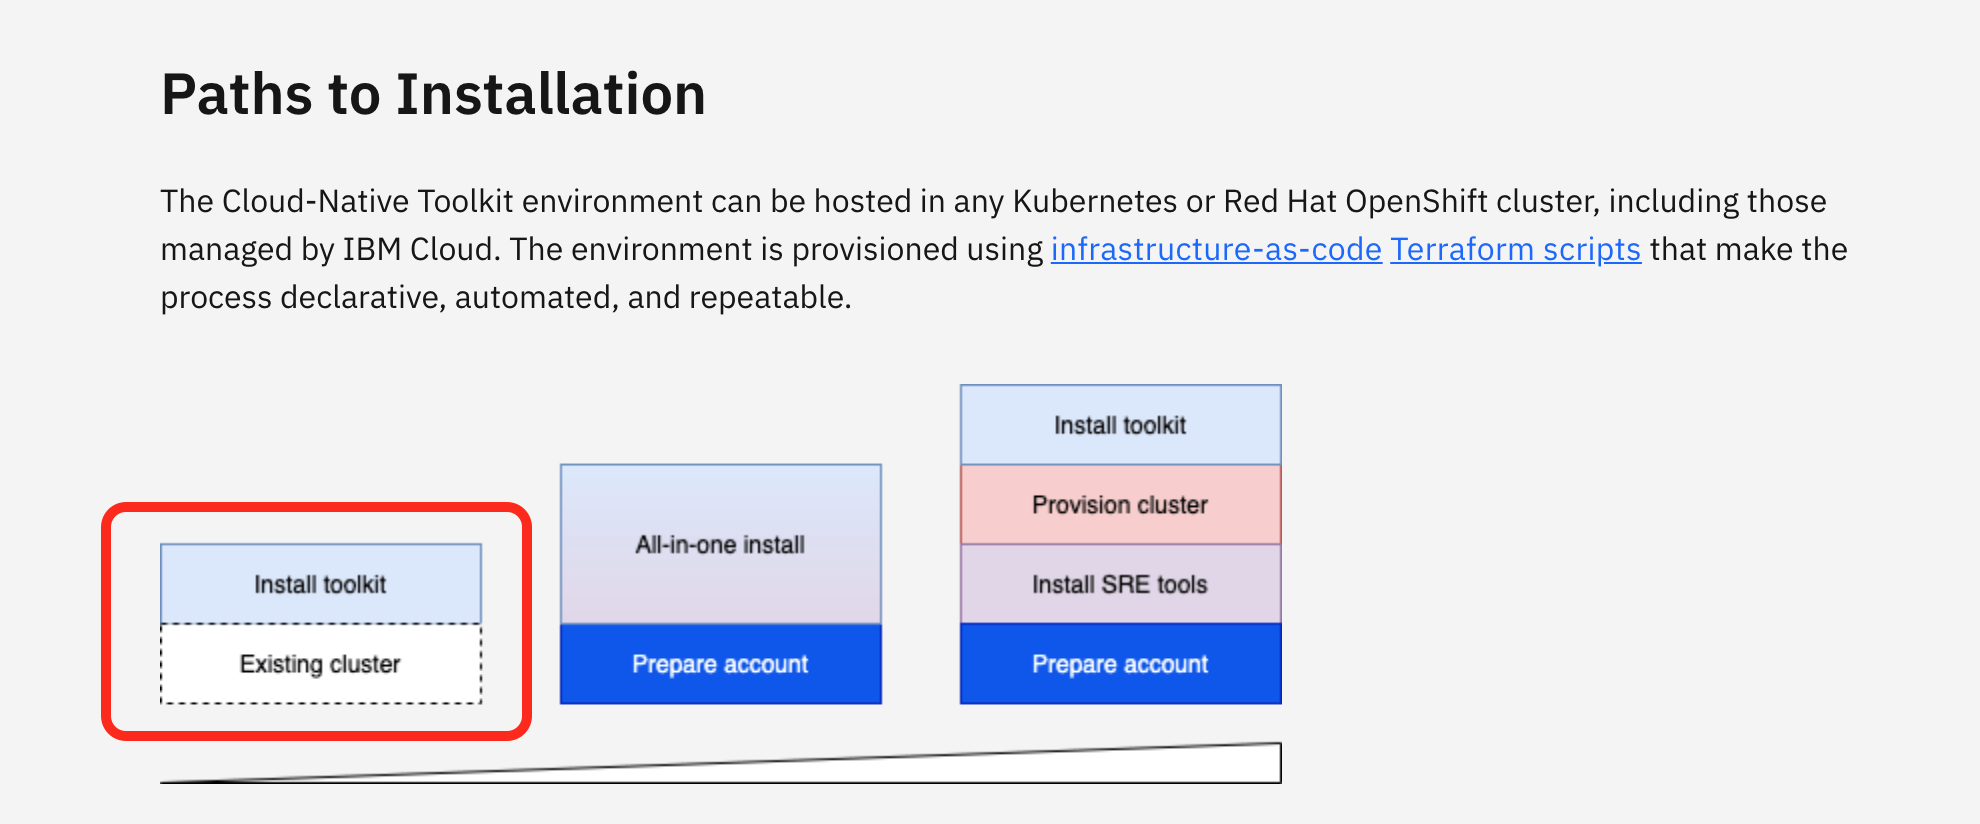 Paths to Installation
The Cloud-Native Toolkit environment can be hosted in any Kubernetes or Red Hat OpenShift cluster, including those
managed by IBM Cloud. The environment is provisioned using infrastructure-as-code Terraform scripts that make the
process declarative, automated, and repeatable.
Install toolkit
Existing cluster
All-in-one install
Prepare account
Install toolkit
Provision cluster
Install SRE tools
Prepare account